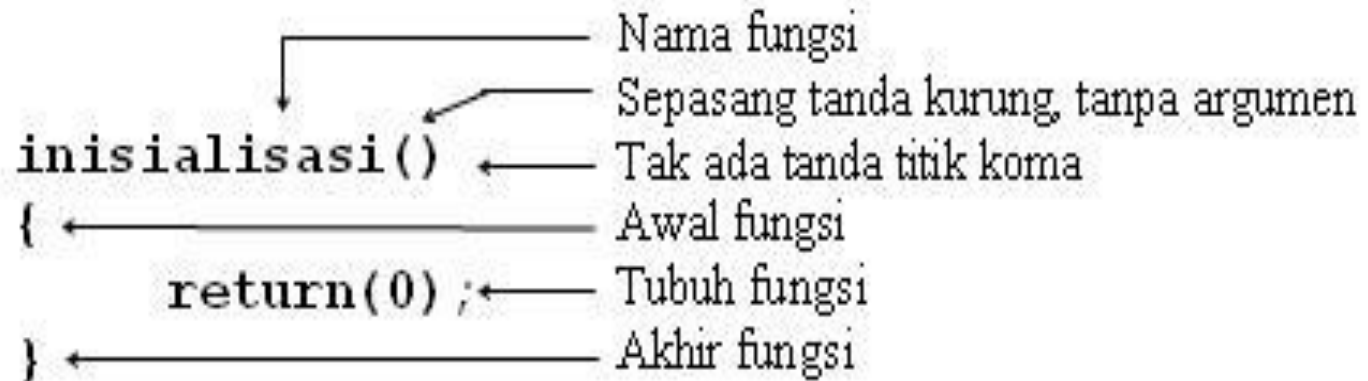 Nama fungsi
Sepasang tanda kurung, tanpa argumen
inisialisasi() Tak ada tanda titik koma
{ Awal fungsi
return(0); Tubuh fungsi
} Akhir fungsi